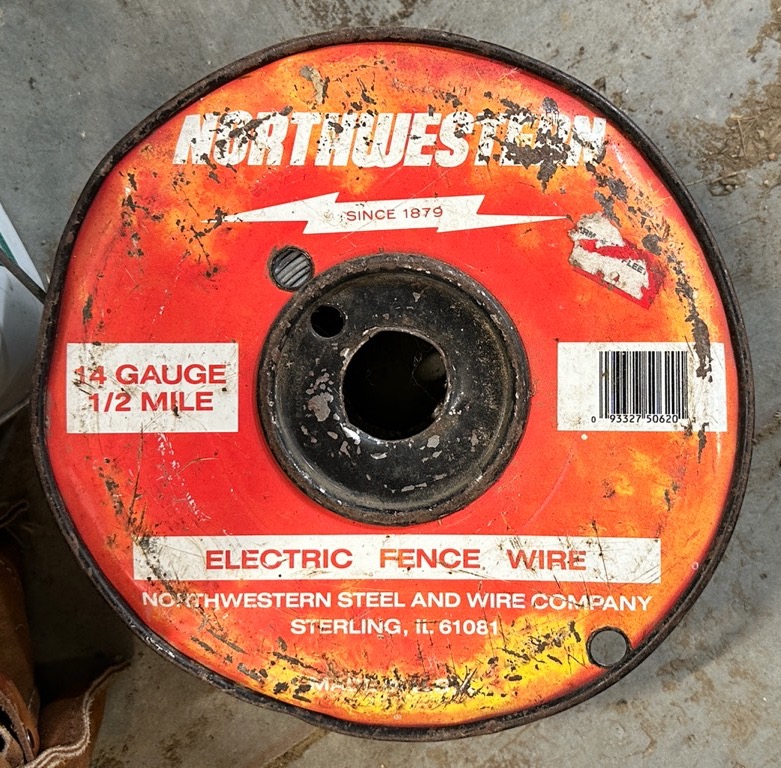 NORTHWESTERN
SINCE 1879
14 GAUGE
1/2 MILE
0 93327 50620
ELECTRIC FENCE WIRE
NORTHWESTERN STEEL AND WIRE COMPANY
STERLING, IL 61081